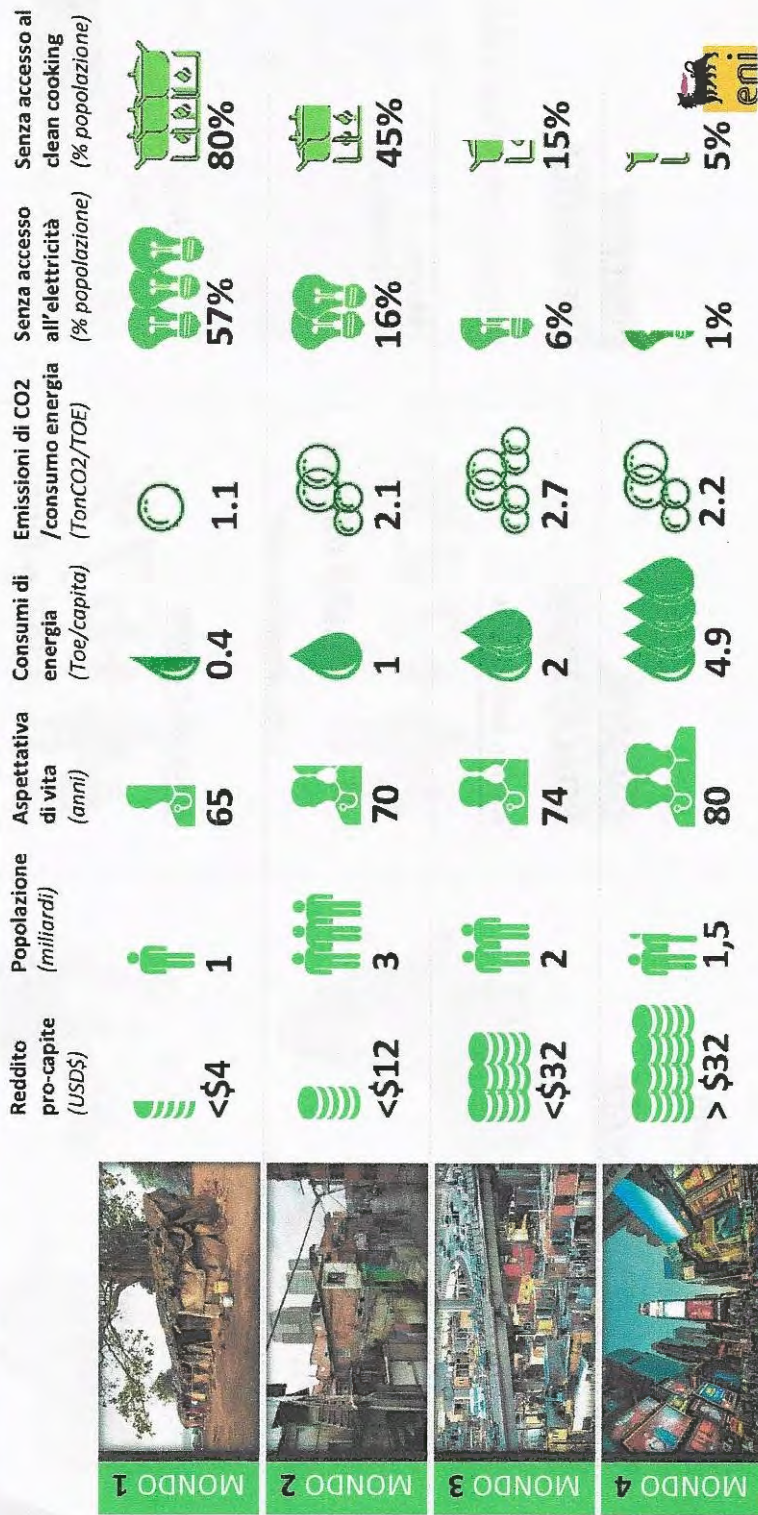 Reddito
pro-capite
(USD$)
Popolazione
(miliardi)
Aspettativa
di vita
(anni)
Consumi di
energia
(Toe/capita)
Emissioni di CO2
/consumo energia
(TonCO2/TOE)
Senza accesso
all'elettricità
(% popolazione)
Senza accesso al
clean cooking
(% popolazione)
MONDO 1
<$4
1
65
0.4
1.1
57%
80%
MONDO 2
<$12
3
70
1
2.1
16%
45%
MONDO 3
<$32
2
74
2
2.7
6%
15%
MONDO 4
> $32
1,5
80
4.9
2.2
1%
5%
eni